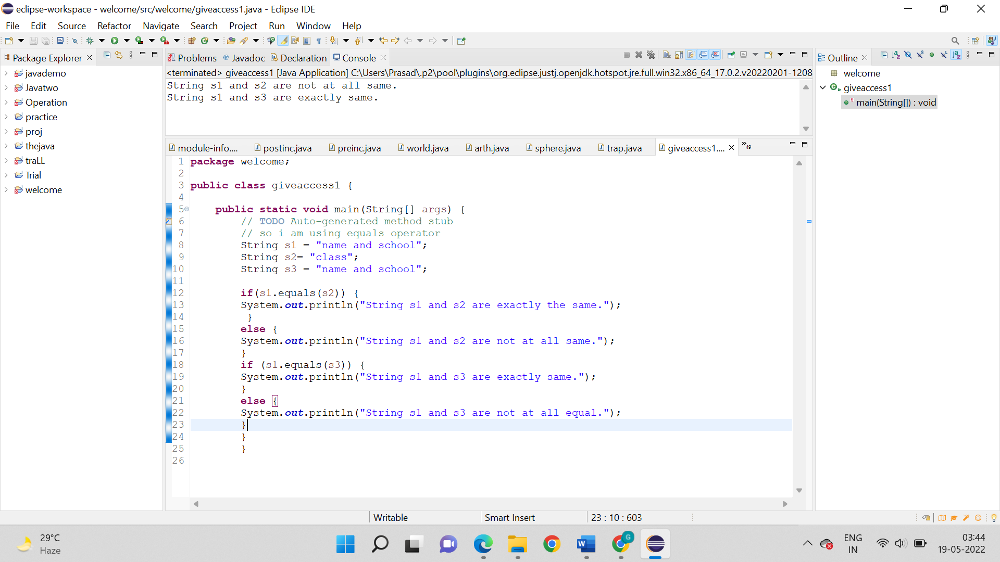 eclipse-workspace - welcome/src/welcome/giveaccess1.java - Eclipse IDE
File Edit Source Refactor Navigate Search Project Run Window Help
Package Explorer
javademo
Javatwo
Operation
practice
proj
thejava
traLL
Trial
welcome
Problems @ Javadoc Declaration Console
<terminated> giveaccess1 [Java Application] C:\Users\Prasad\.p2\pool\plugins\org.eclipse.justj.openjdk.hotspot.jre.full.win32.x86_64_17.0.2.v20220201-1208
String s1 and s2 are not at all same.
String s1 and s3 are exactly same.
module-info.... postinc.java preinc.java world.java arth.java sphere.java trap.java giveaccess1.... »49
1 package welcome;
2
3 public class giveaccess1 {
4
5 public static void main(String[] args) {
6 // TODO Auto-generated method stub
7 // so i am using equals operator
8 String s1 = "name and school";
9 String s2= "class";
10 String s3 = "name and school";
11
12 if(s1.equals(s2)) {
13 System.out.println("String s1 and s2 are exactly the same.");
14 }
15 else {
16 System.out.println("String s1 and s2 are not at all same.");
17 }
18 if (s1.equals(s3)) {
19 System.out.println("String s1 and s3 are exactly same.");
20 }
21 else {
22 System.out.println("String s1 and s3 are not at all equal.");
23 }
24 }
25 }
26
Outline
welcome
giveaccess1
main(String[]) : void
Writable Smart Insert 23 : 10 : 603
29°C
Haze
ENG
IN
03:44
19-05-2022